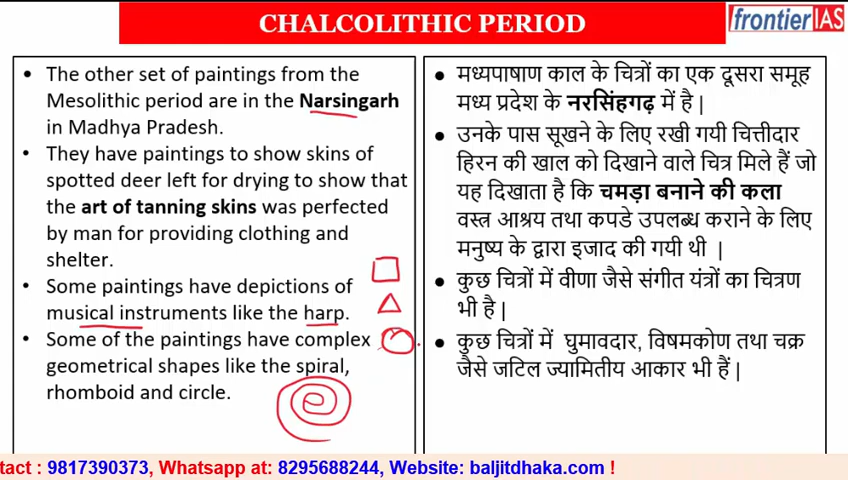 CHALCOLITHIC PERIOD
frontierIAS
• The other set of paintings from the
Mesolithic period are in the Narsingarh
in Madhya Pradesh.
• They have paintings to show skins of
spotted deer left for drying to show that
the art of tanning skins was perfected
by man for providing clothing and
shelter.
• Some paintings have depictions of
musical instruments like the harp.
• Some of the paintings have complex
geometrical shapes like the spiral,
rhomboid and circle.
• मध्यपाषाण काल के चित्रों का एक दूसरा समूह
मध्य प्रदेश के नरसिंहगढ़ में है |
• उनके पास सूखने के लिए रखी गयी चित्तीदार
हिरन की खाल को दिखाने वाले चित्र मिले हैं जो
यह दिखाता है कि चमड़ा बनाने की कला
वस्त्र आश्रय तथा कपडे उपलब्ध कराने के लिए
मनुष्य के द्वारा इजाद की गयी थी |
• कुछ चित्रों में वीणा जैसे संगीत यंत्रों का चित्रण
भी है |
• कुछ चित्रों में घुमावदार, विषमकोण तथा चक्र
जैसे जटिल ज्यामितीय आकार भी हैं |
tact : 9817390373, Whatsapp at: 8295688244, Website: baljitdhaka.com !